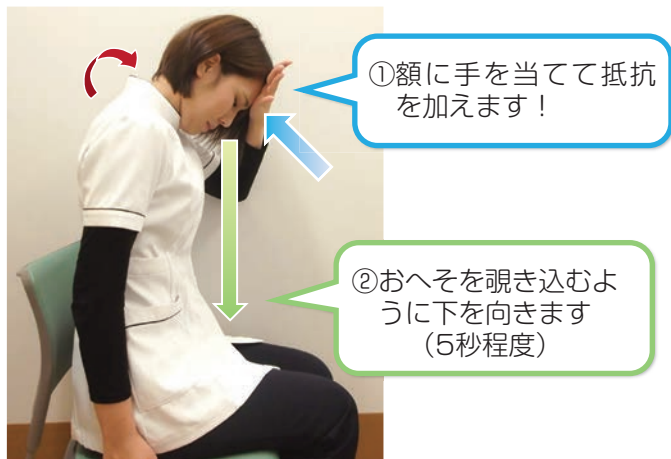 ①額に手を当てて抵抗
を加えます！
②おへそを覗き込むよ
うに下を向きます
（5秒程度）